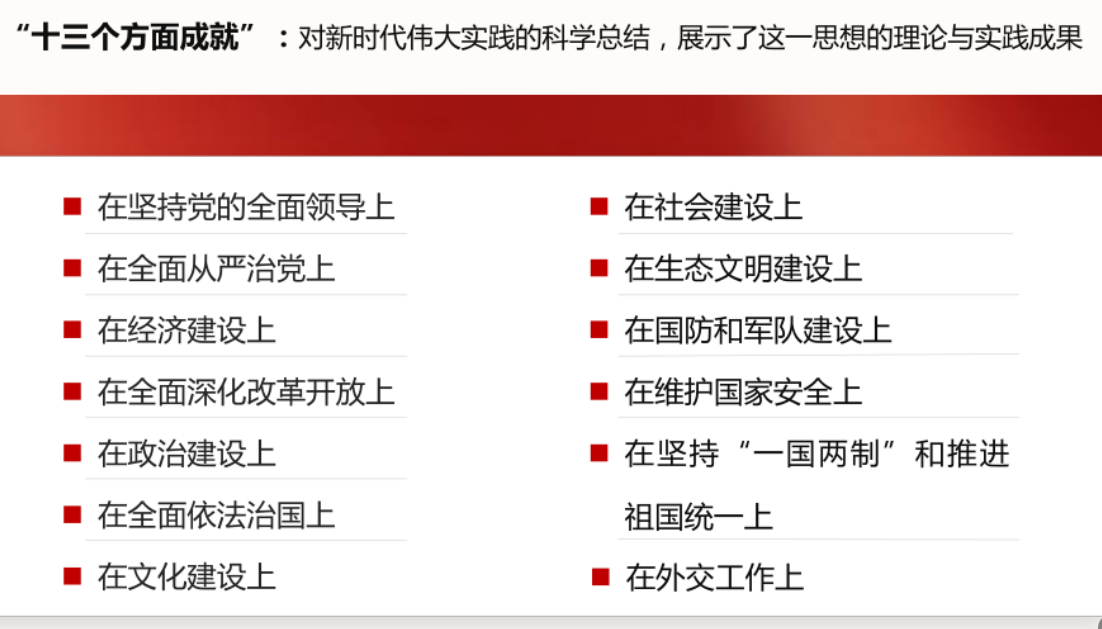 “十三个方面成就”：对新时代伟大实践的科学总结，展示了这一思想的理论与实践成果
■ 在坚持党的全面领导上
■ 在全面从严治党上
■ 在经济建设上
■ 在全面深化改革开放上
■ 在政治建设上
■ 在全面依法治国上
■ 在文化建设上
■ 在社会建设上
■ 在生态文明建设上
■ 在国防和军队建设上
■ 在维护国家安全上
■ 在坚持“一国两制”和推进
祖国统一上
■ 在外交工作上